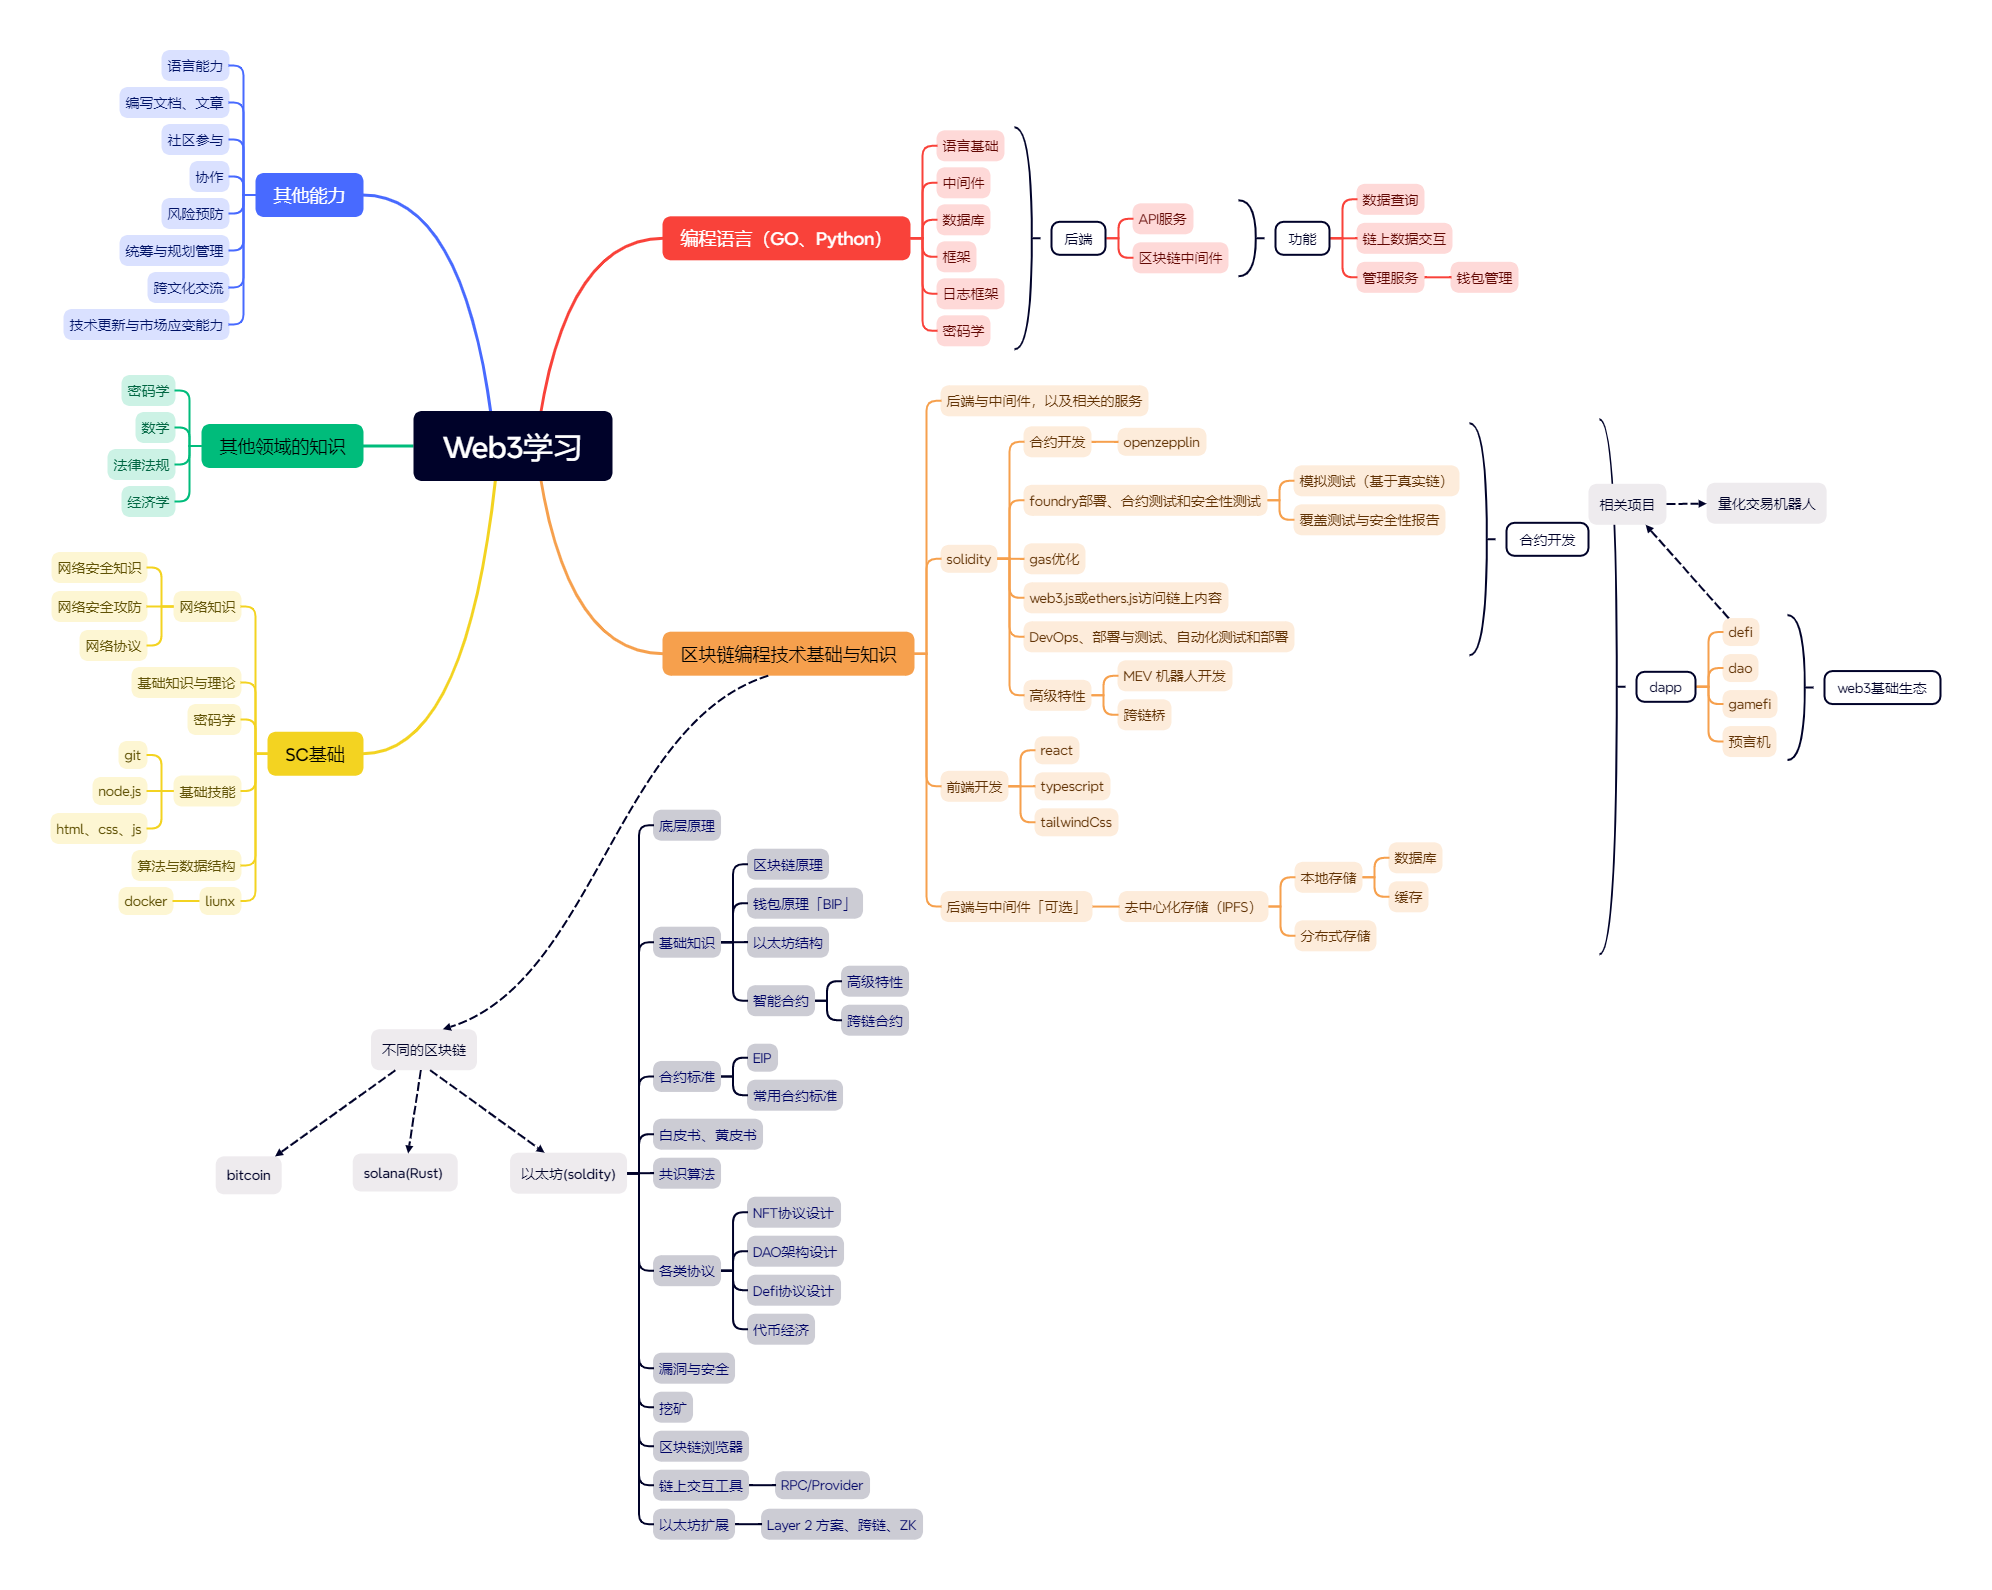 Web3学习
其他能力
语言能力
编写文档、文章
社区参与
协作
风险预防
统筹与规划管理
跨文化交流
技术更新与市场应变能力
其他领域的知识
密码学
数学
法律法规
经济学
SC基础
网络知识
网络安全知识
网络安全攻防
网络协议
基础知识与理论
密码学
基础技能
git
node.js
html、css、js
算法与数据结构
liunx
docker
编程语言（GO、Python）
语言基础
中间件
数据库
框架
日志框架
密码学
后端
API服务
区块链中间件
功能
数据查询
链上数据交互
管理服务
钱包管理
区块链编程技术基础与知识
后端与中间件，以及相关的服务
solidity
合约开发
openzepplin
foundry部署、合约测试和安全性测试
模拟测试（基于真实链）
覆盖测试与安全性报告
gas优化
web3.js或ethers.js访问链上内容
DevOps、部署与测试、自动化测试和部署
高级特性
MEV 机器人开发
跨链桥
合约开发
前端开发
react
typescript
tailwindCss
后端与中间件「可选」
去中心化存储（IPFS）
本地存储
数据库
缓存
分布式存储
相关项目
量化交易机器人
dapp
defi
dao
gamefi
预言机
web3基础生态
不同的区块链
bitcoin
solana(Rust)
以太坊(soldity)
底层原理
基础知识
区块链原理
钱包原理「BIP」
以太坊结构
智能合约
高级特性
跨链合约
合约标准
EIP
常用合约标准
白皮书、黄皮书
共识算法
各类协议
NFT协议设计
DAO架构设计
Defi协议设计
代币经济
漏洞与安全
挖矿
区块链浏览器
链上交互工具
RPC/Provider
以太坊扩展
Layer 2 方案、跨链、ZK